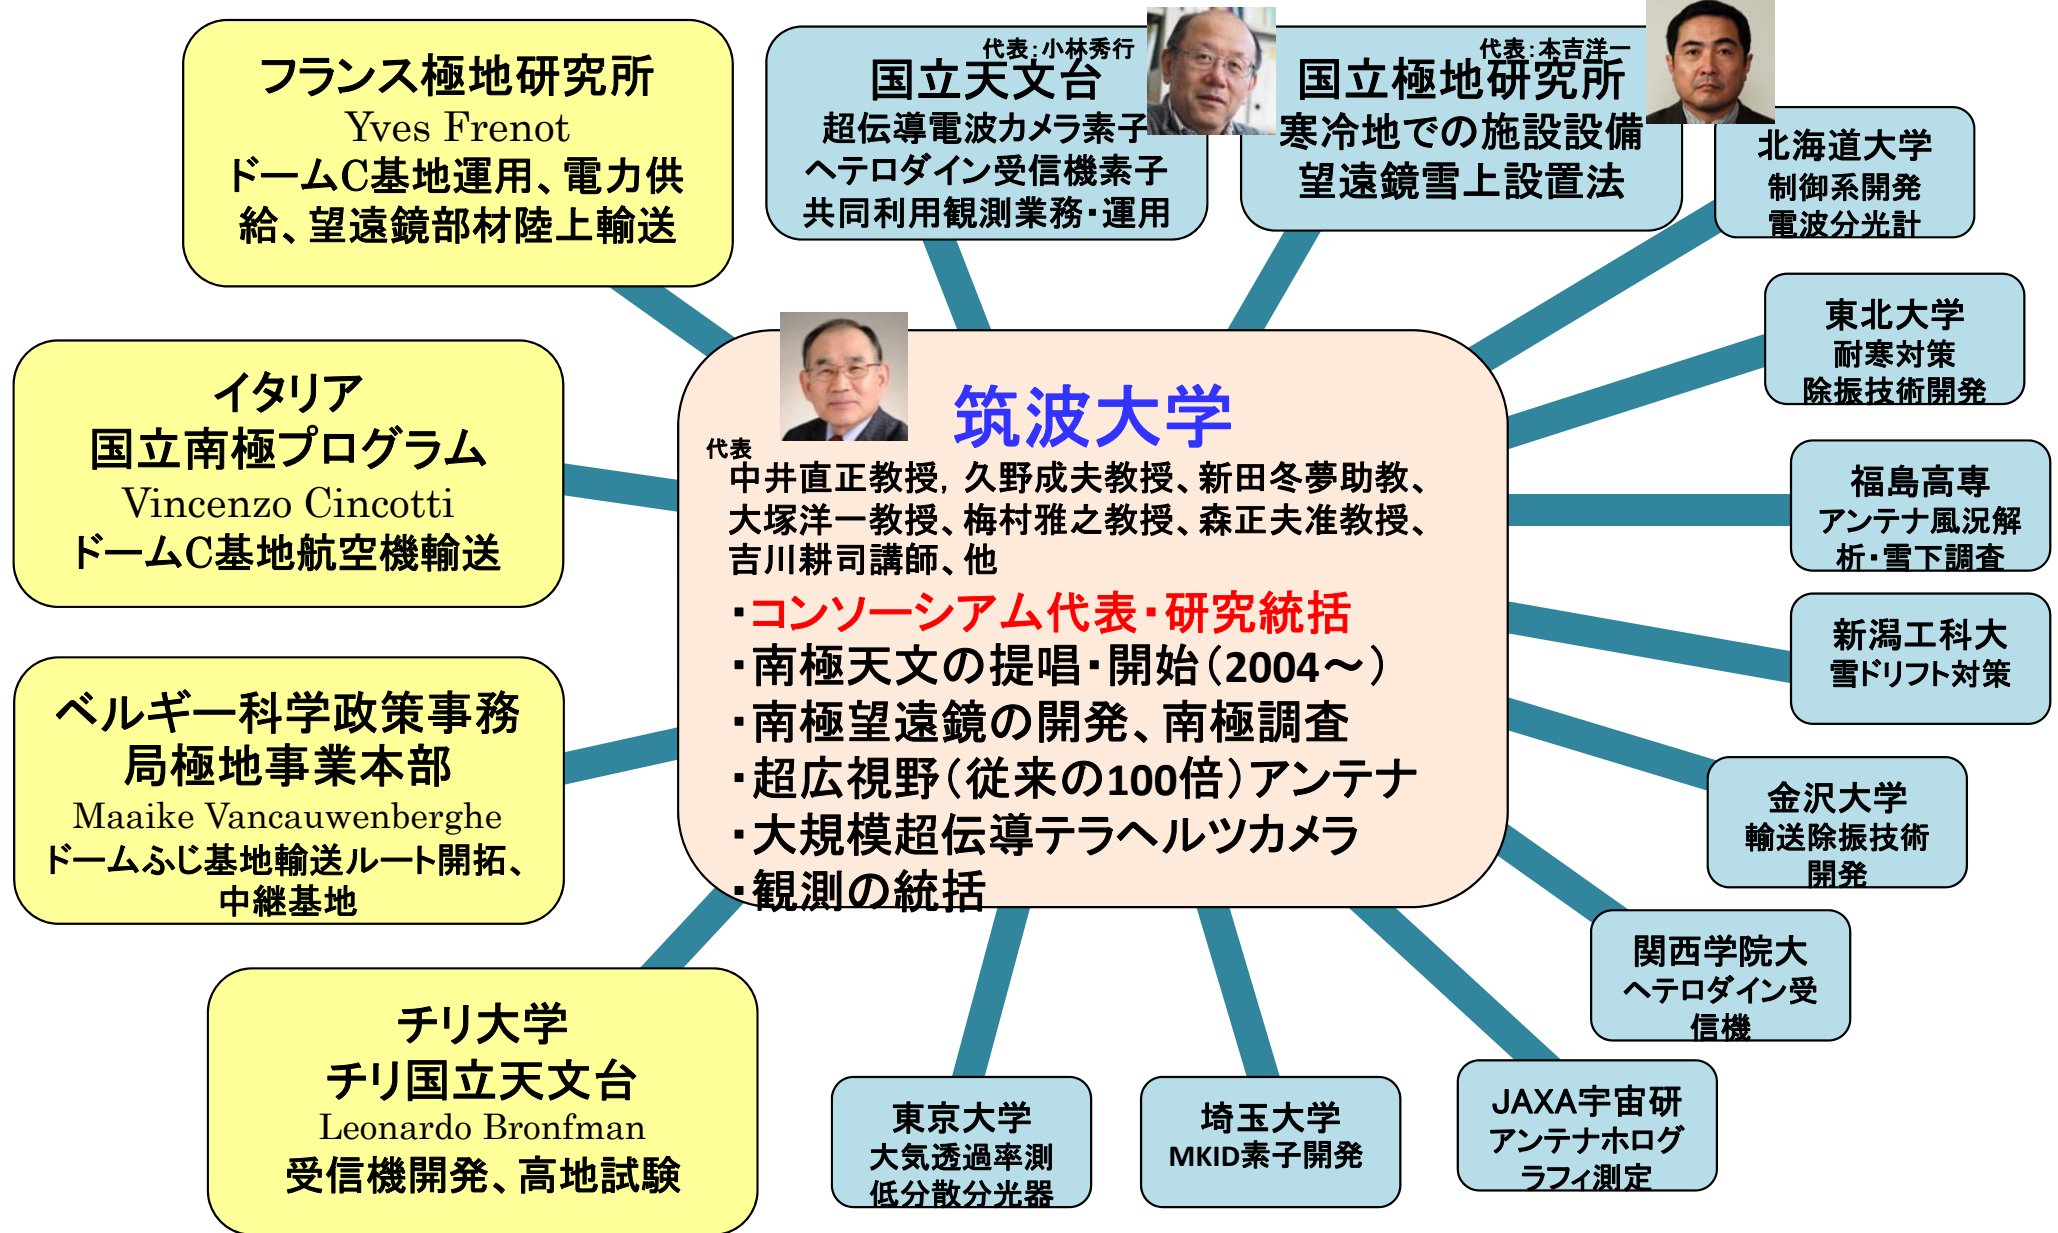 フランス極地研究所
Yves Frenot
ドームC基地運用、電力供
給、望遠鏡部材陸上輸送
代表:小林秀行
国立天文台
超伝導電波カメラ素子
ヘテロダイン受信機素子
共同利用観測業務・運用
代表:本吉洋一
国立極地研究所
寒冷地での施設設備
望遠鏡雪上設置法
北海道大学
制御系開発
電波分光計
東北大学
耐寒対策
除振技術開発
イタリア
国立南極プログラム
Vincenzo Cincotti
ドームC基地航空機輸送
筑波大学
代表
中井直正教授, 久野成夫教授、新田冬夢助教、
大塚洋一教授、梅村雅之教授、森正夫准教授、
吉川耕司講師、他
・コンソーシアム代表・研究統括
・南極天文の提唱・開始(2004～)
・南極望遠鏡の開発、南極調査
・超広視野(従来の100倍)アンテナ
・大規模超伝導テラヘルツカメラ
・観測の統括
福島高専
アンテナ風況解
析・雪下調査
新潟工科大
雪ドリフト対策
ベルギー科学政策事務
局極地事業本部
Maaike Vancauwenberghe
ドームふじ基地輸送ルート開拓、
中継基地
金沢大学
輸送除振技術
開発
関西学院大
ヘテロダイン受
信機
チリ大学
チリ国立天文台
Leonardo Bronfman
受信機開発、高地試験
東京大学
大気透過率測
低分散分光器
埼玉大学
MKID素子開発
JAXA宇宙研
アンテナホログ
ラフィ測定